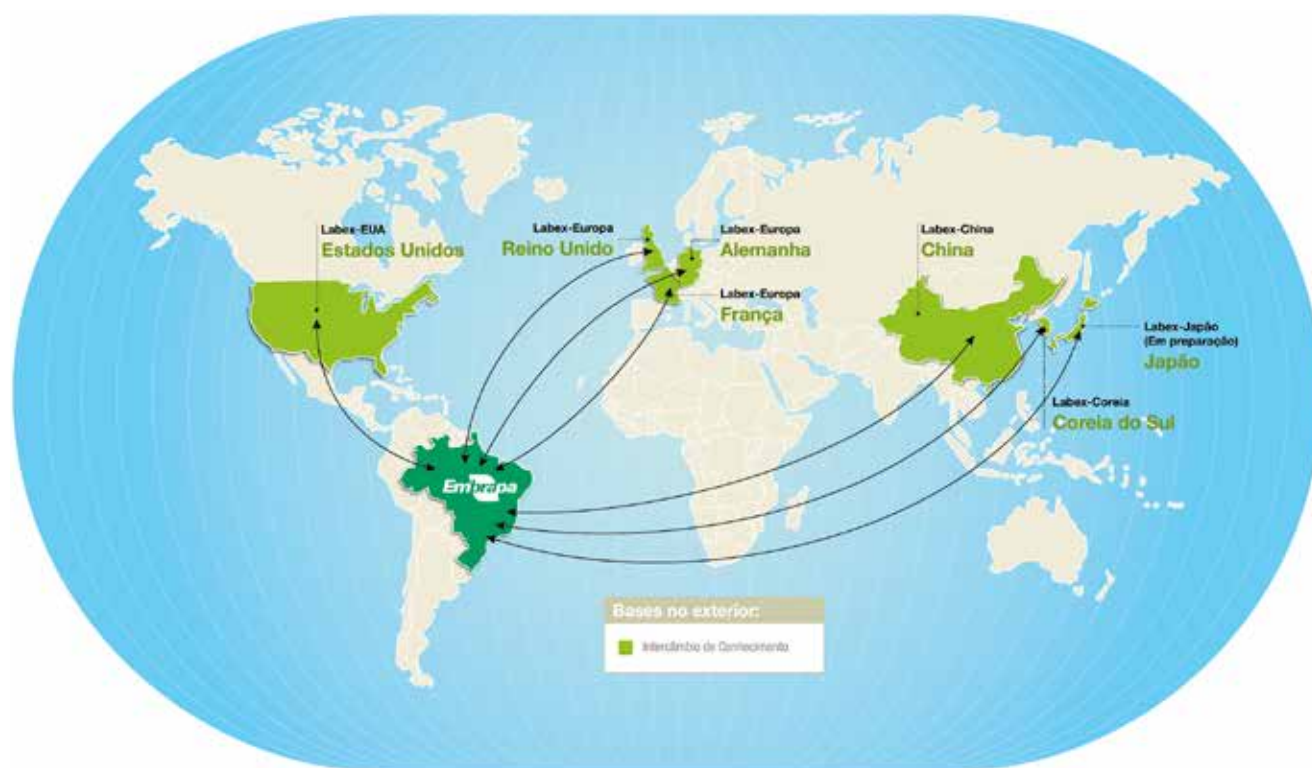 Labex-EUA
Estados Unidos
Labex-Europa
Reino Unido
Labex-Europa
Alemanha
Labex-Europa
França
Labex-China
China
Labex-Japão
(Em preparação)
Japão
Labex-Coreia
Coreia do Sul
Embrapa
Bases no exterior:
Intercâmbio de Conhecimento